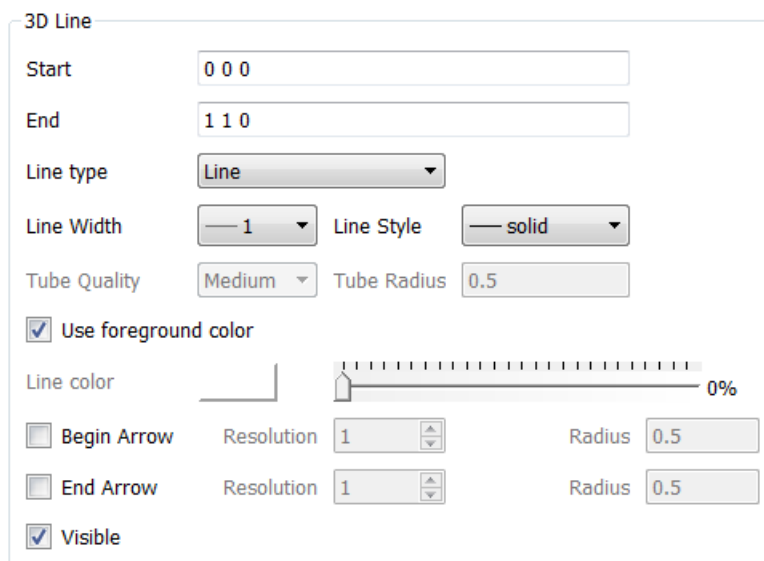 3D Line
Start 0 0 0
End 1 1 0
Line type Line
Line Width 1 Line Style solid
Tube Quality Medium Tube Radius 0.5
Use foreground color
Line color 0%
Begin Arrow Resolution 1 Radius 0.5
End Arrow Resolution 1 Radius 0.5
Visible